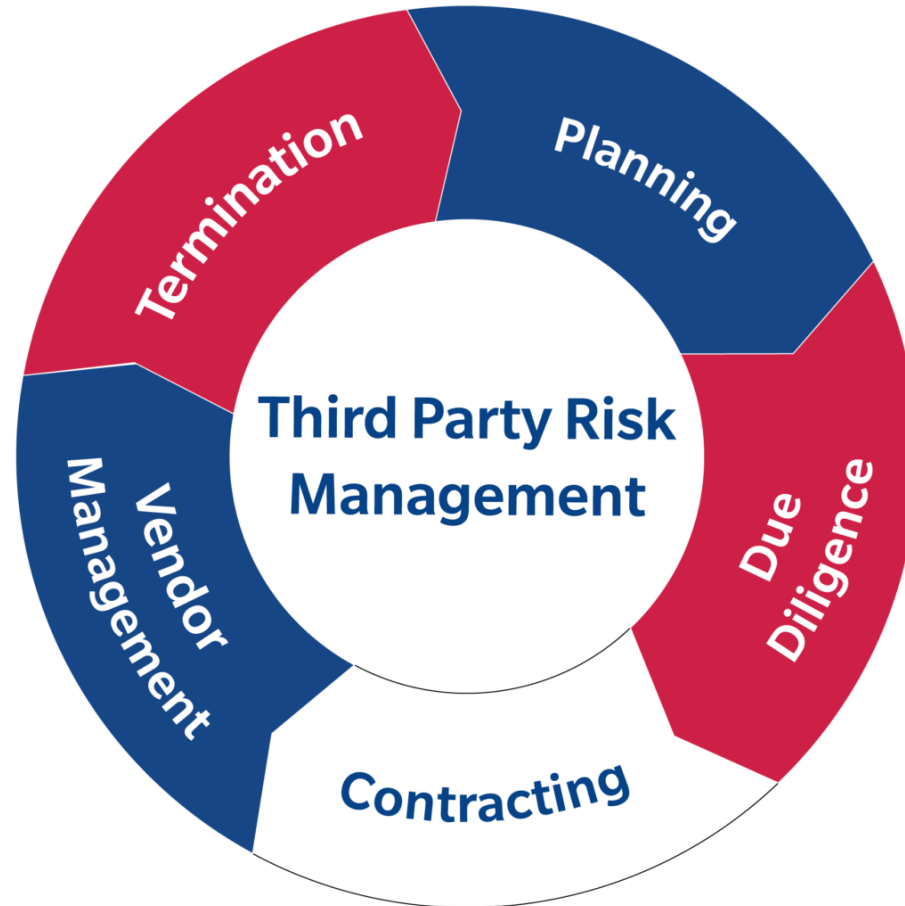 Third Party Risk
Management
Planning
Due
Diligence
Contracting
Vendor
Management
Termination